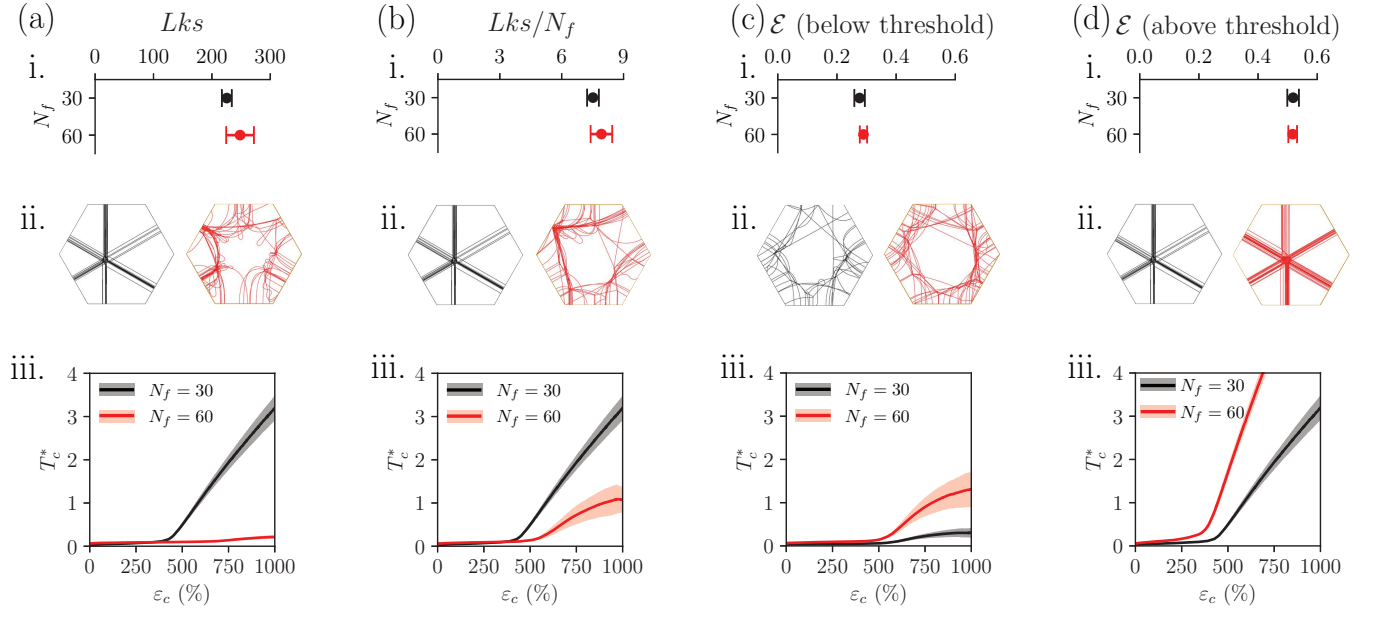 (a) Lks
0 100 200 300
i.
N_f
30
60
ii.
iii.
4
3
2
1
0
T_c^*
N_f = 30
N_f = 60
0 250 500 750 1000
ε_c (%)
(b) Lks/N_f
0 3 6 9
i.
N_f
30
60
ii.
iii.
4
3
2
1
0
T_c^*
N_f = 30
N_f = 60
0 250 500 750 1000
ε_c (%)
(c) ℰ (below threshold)
0.0 0.2 0.4 0.6
i.
N_f
30
60
ii.
iii.
4
3
2
1
0
T_c^*
N_f = 30
N_f = 60
0 250 500 750 1000
ε_c (%)
(d) ℰ (above threshold)
0.0 0.2 0.4 0.6
i.
N_f
30
60
ii.
iii.
4
3
2
1
0
T_c^*
N_f = 30
N_f = 60
0 250 500 750 1000
ε_c (%)